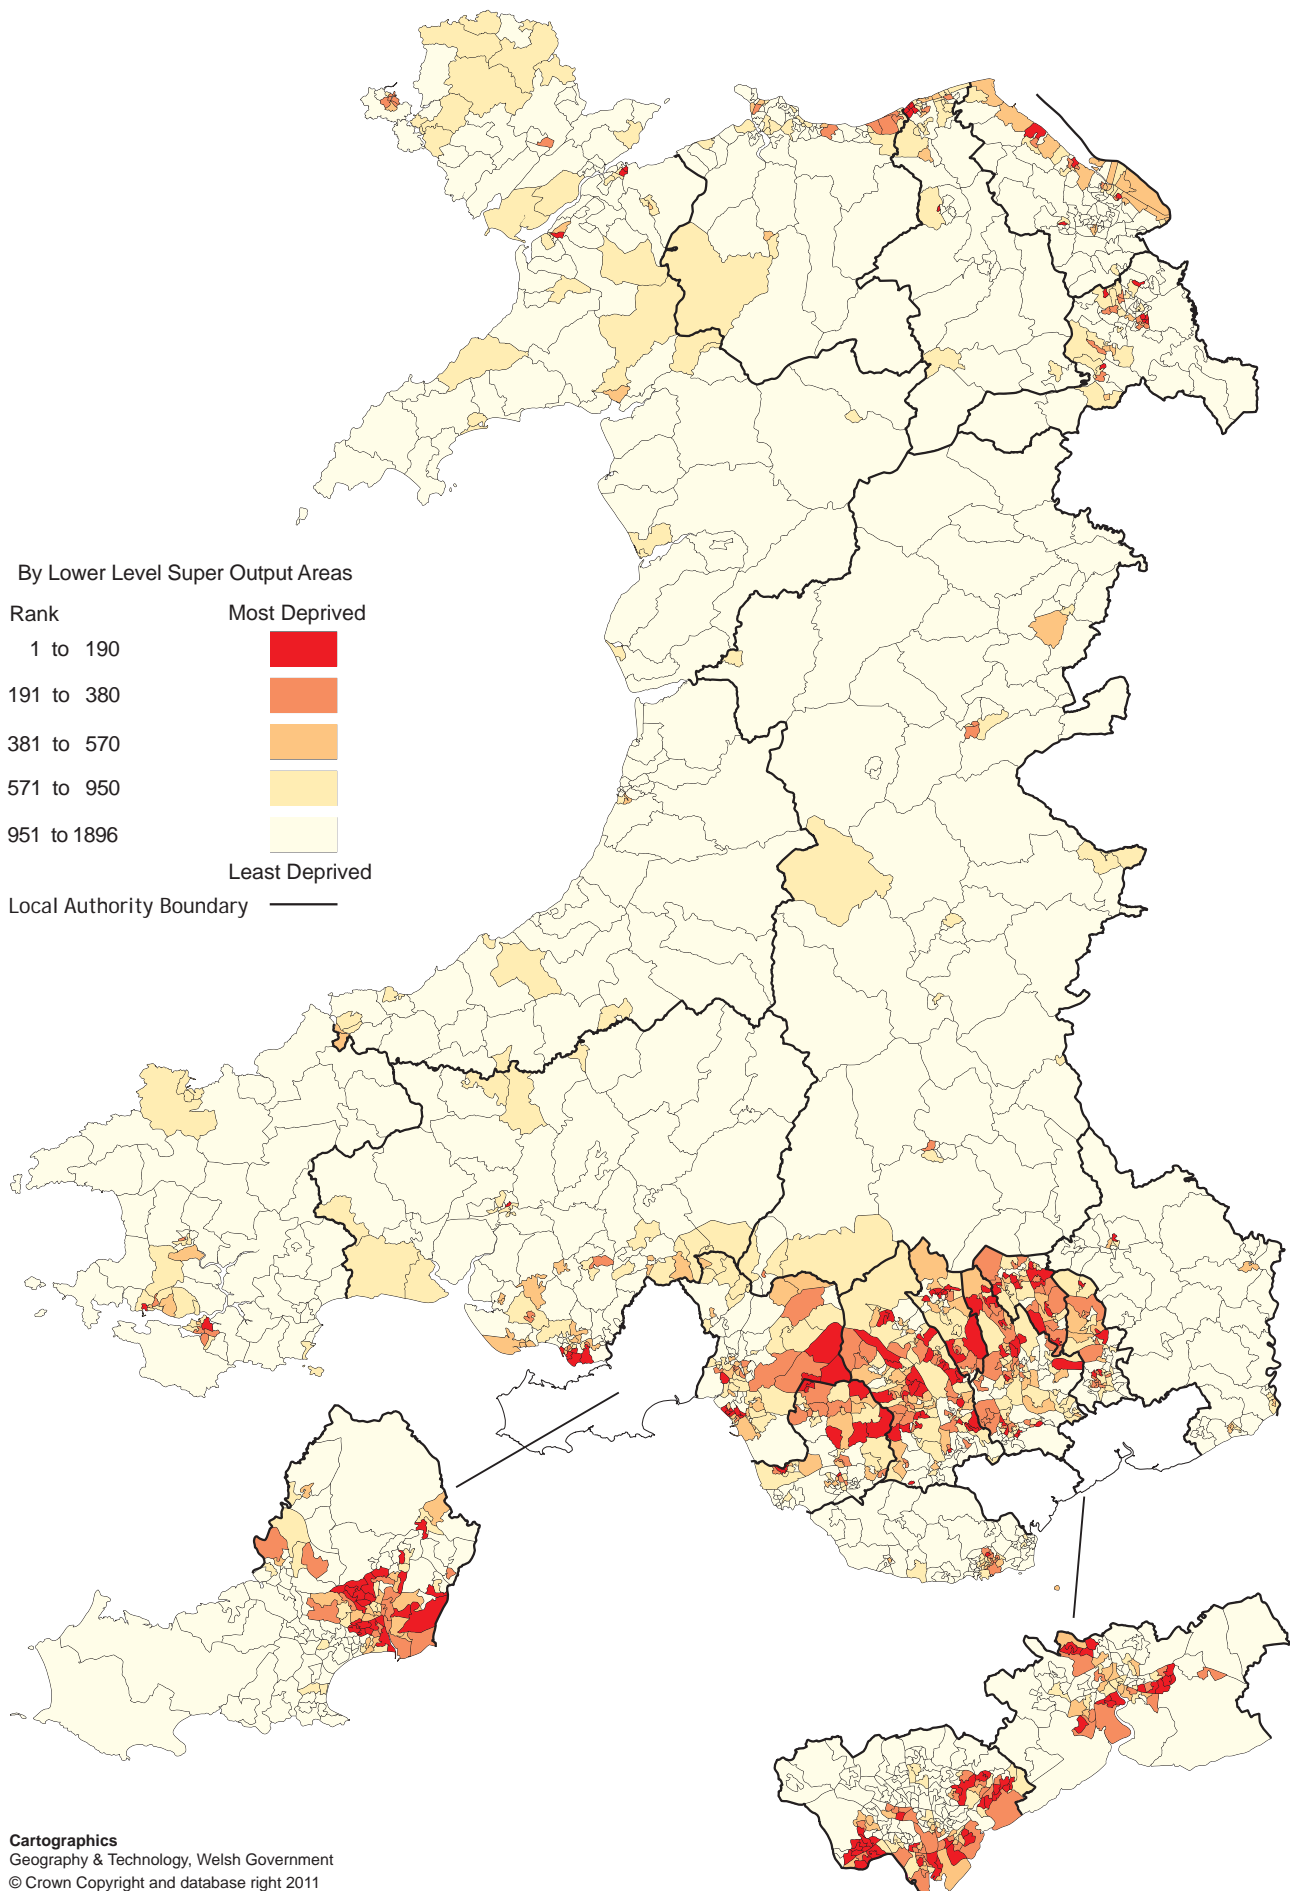 By Lower Level Super Output Areas
Rank Most Deprived
1 to 190
191 to 380
381 to 570
571 to 950
951 to 1896
Least Deprived
Local Authority Boundary
Cartographics
Geography & Technology, Welsh Government
© Crown Copyright and database right 2011